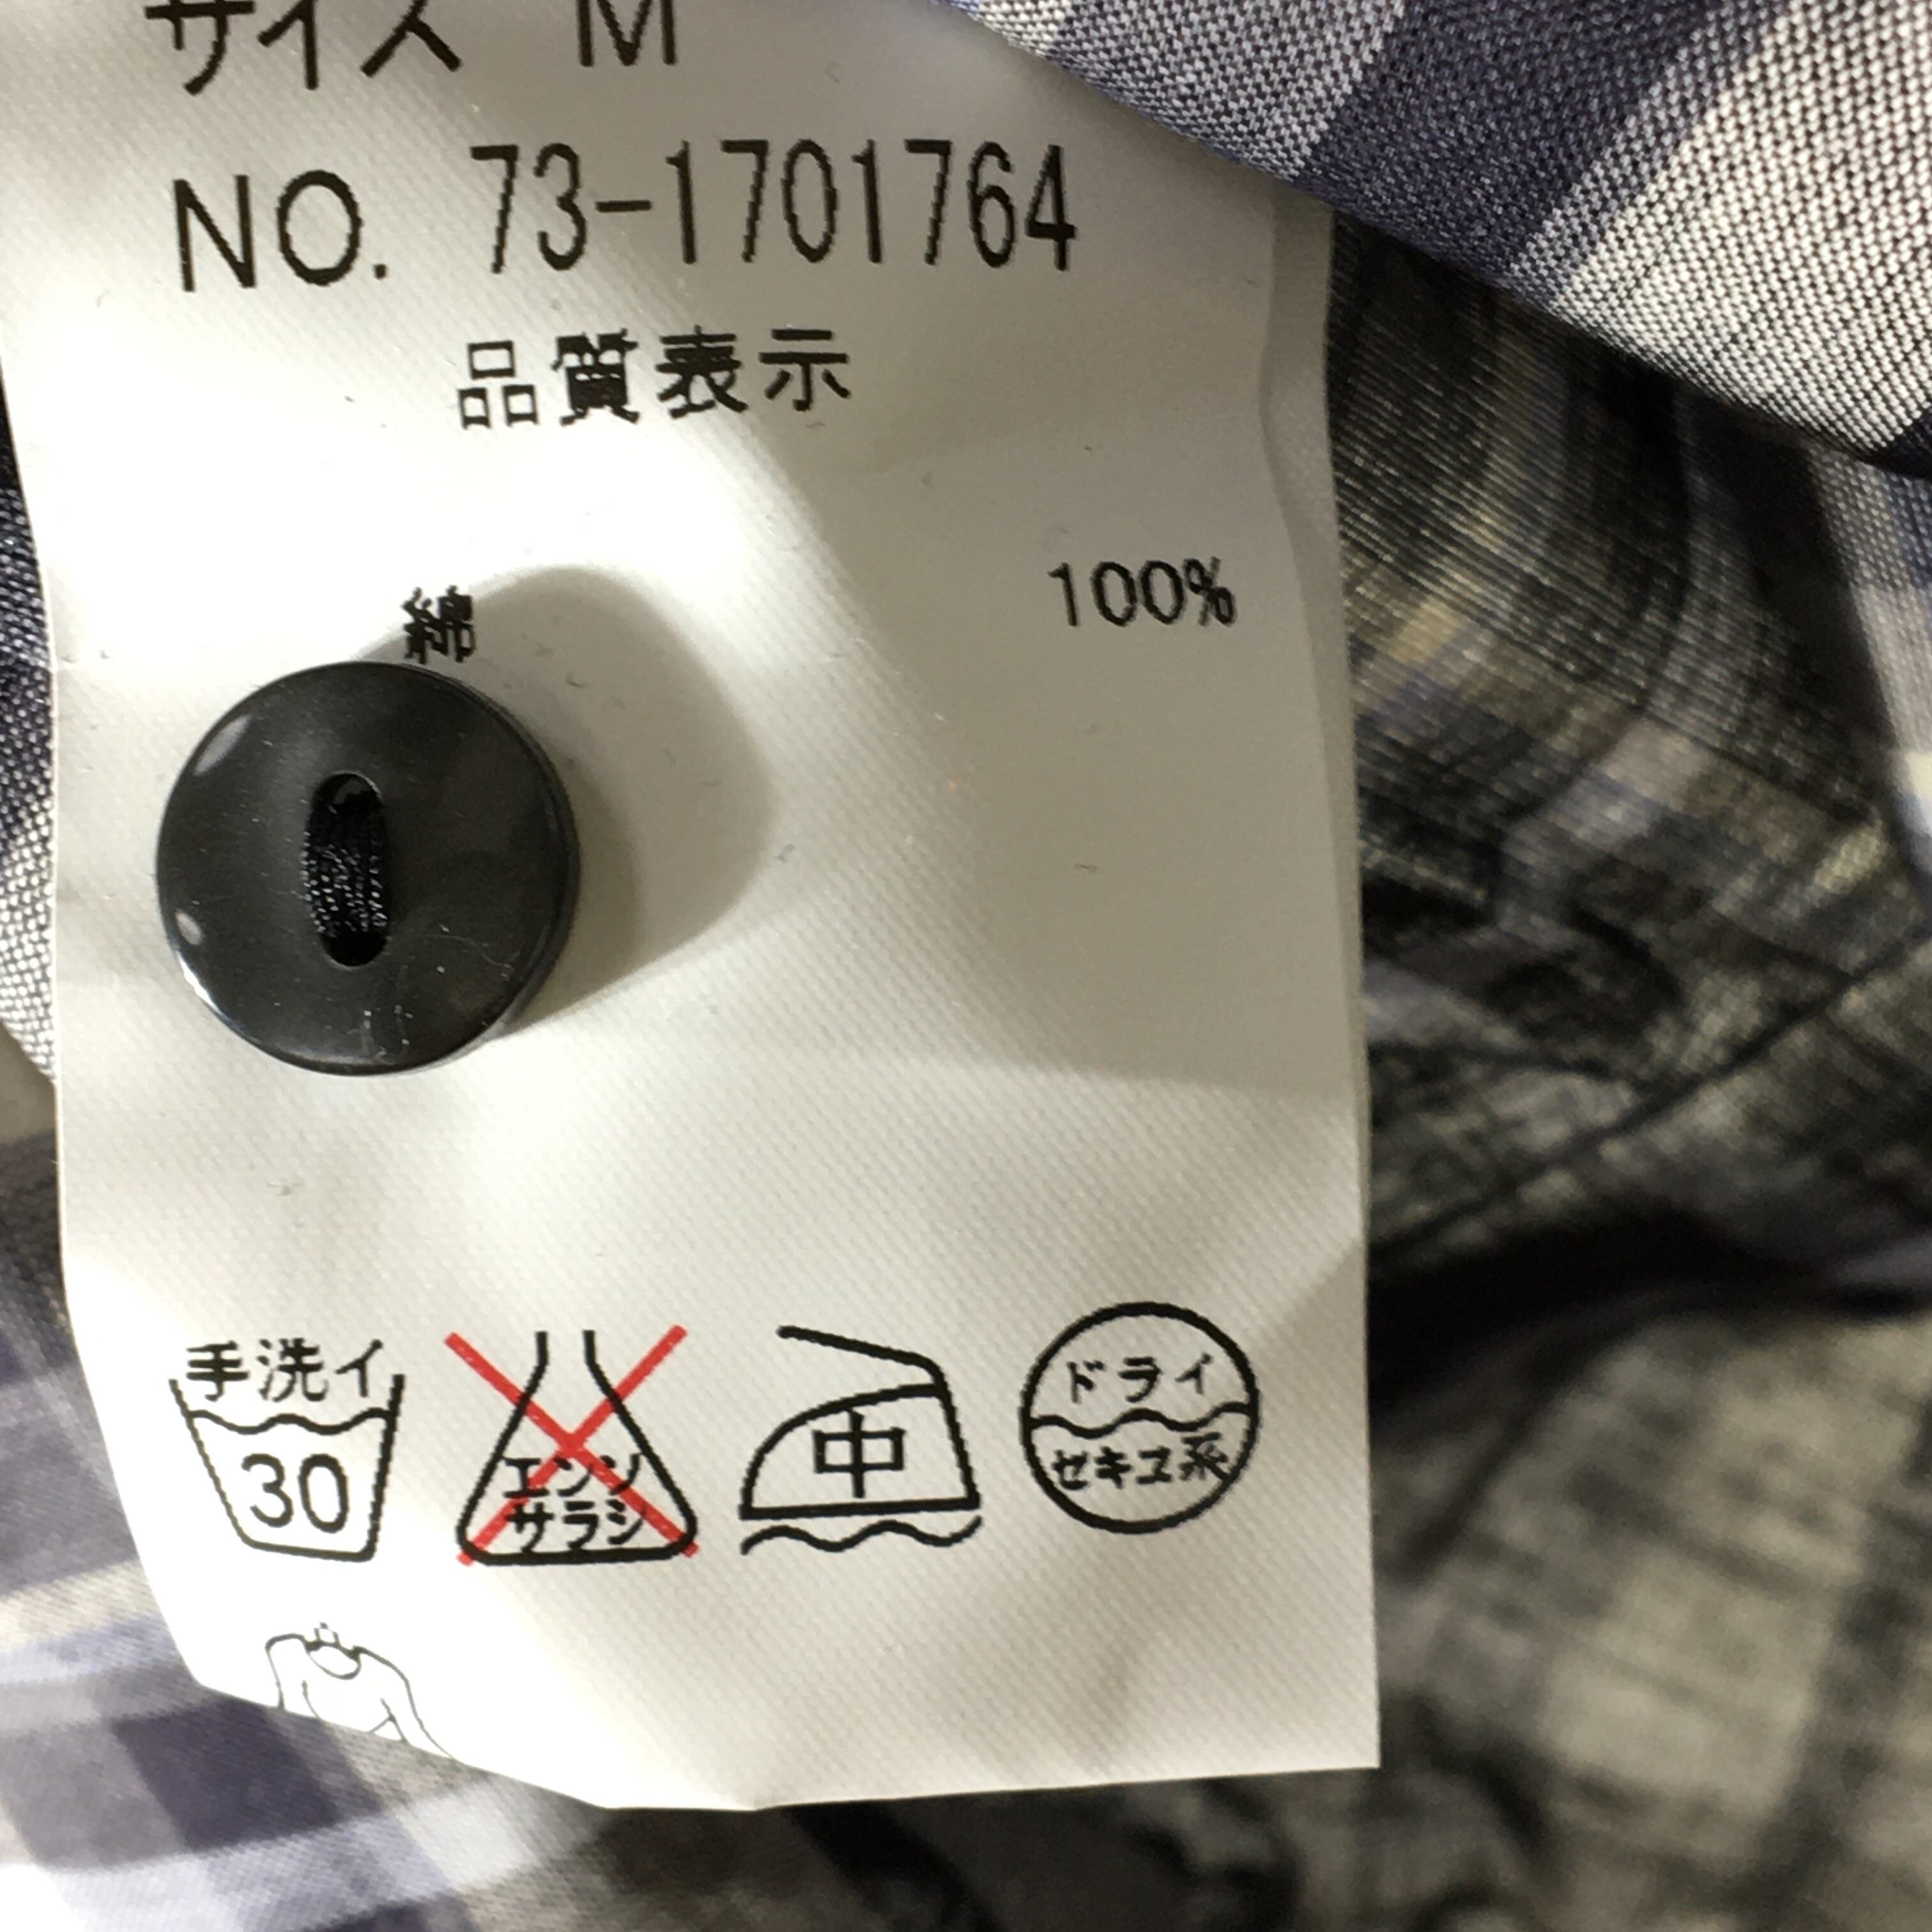 サイズ M
NO. 73-1701764
品質表示
綿 100%
手洗イ
30
エンソ
サラシ
中
ドライ
セキユ系